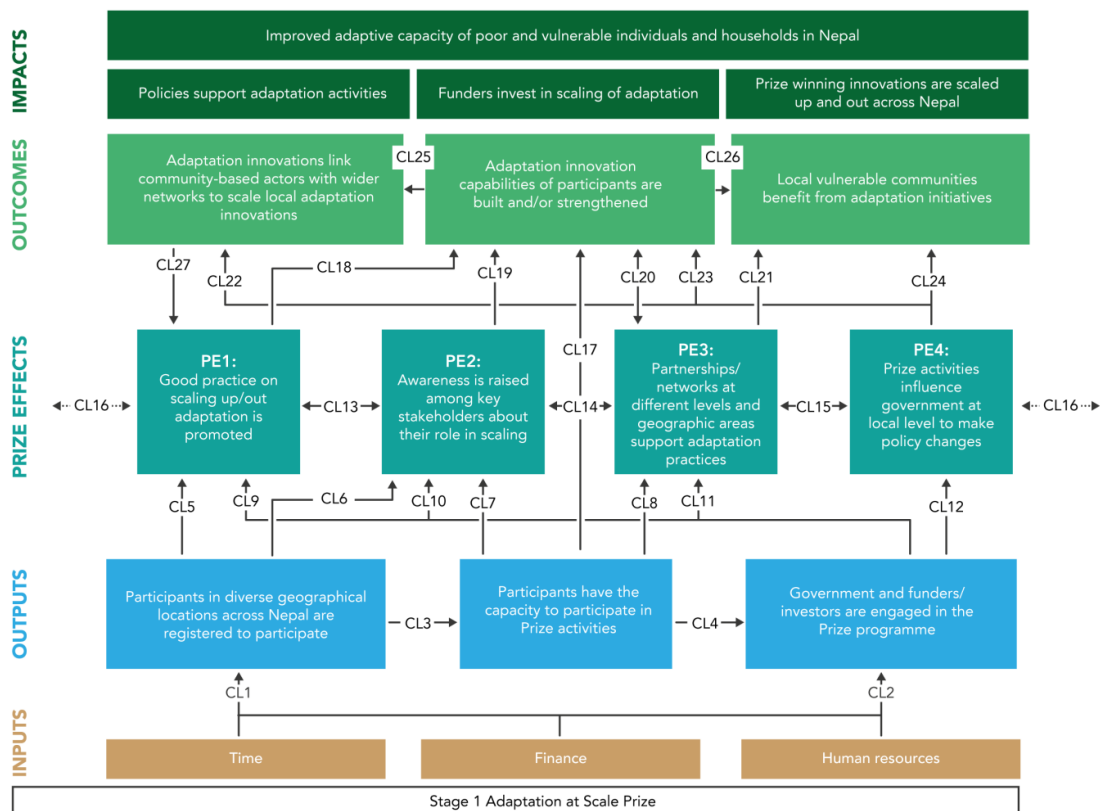 IMPACTS
Improved adaptive capacity of poor and vulnerable individuals and households in Nepal
Policies support adaptation activities
Funders invest in scaling of adaptation
Prize winning innovations are scaled
up and out across Nepal
OUTCOMES
Adaptation innovations link
community-based actors with wider
networks to scale local adaptation
innovations
CL25
Adaptation innovation
capabilities of participants are
built and/or strengthened
CL26
Local vulnerable communities
benefit from adaptation initiatives
CL27
CL22
CL18
CL19
CL20
CL23
CL21
CL24
CL17
PRIZE EFFECTS
CL16
PE1:
Good practice on
scaling up/out
adaptation is
promoted
CL13
PE2:
Awareness is raised
among key
stakeholders about
their role in scaling
CL14
PE3:
Partnerships/
networks at
different levels and
geographic areas
support adaptation
practices
CL15
PE4:
Prize activities
influence
government at
local level to make
policy changes
CL16
CL5
CL9
CL6
CL10
CL7
CL8
CL11
CL12
OUTPUTS
Participants in diverse geographical
locations across Nepal are
registered to participate
CL3
Participants have the
capacity to participate in
Prize activities
CL4
Government and funders/
investors are engaged in the
Prize programme
CL1
CL2
INPUTS
Time
Finance
Human resources
Stage 1 Adaptation at Scale Prize